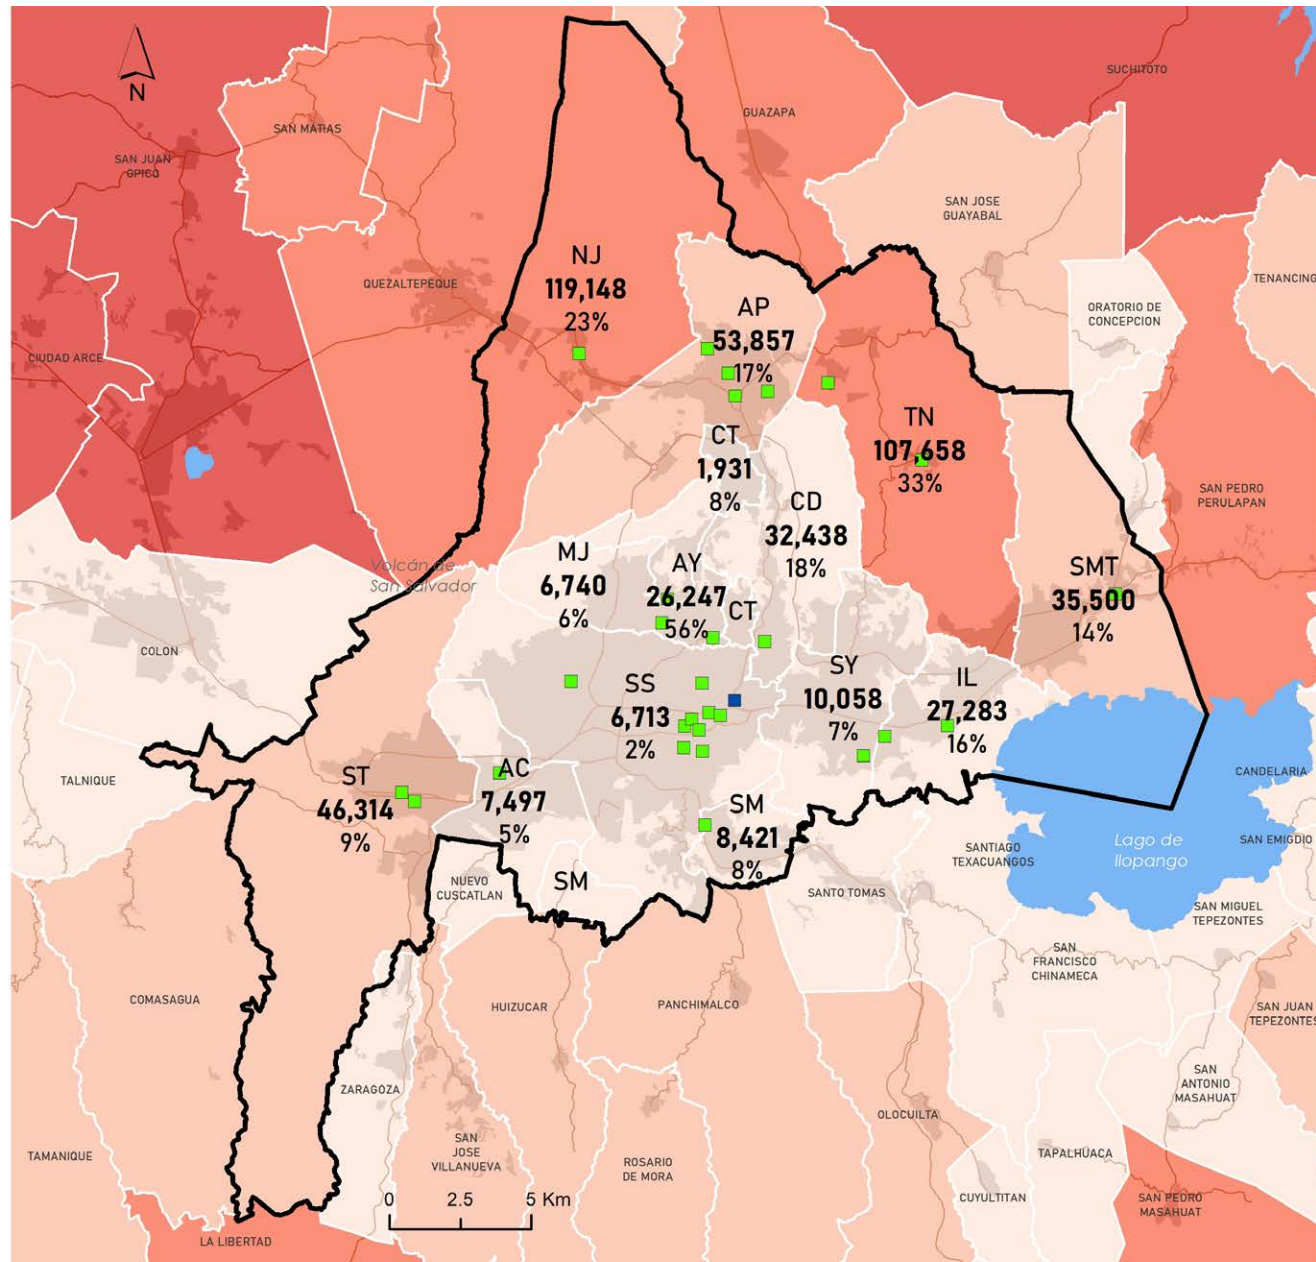 N
SUCHITOTO
SAN MATIAS
GUAZAPA
SAN JUAN
OPICO
SAN JOSE
GUAYABAL
NJ
119,148
23%
QUEZALTEPEQUE
TENANCING
AP
53,857
17%
ORATORIO DE
CONCEPCION
CIUDAD ARCE
TN
107,658
33%
CT
1,931
8%
CD
32,438
18%
SAN PEDRO
PERULAPAN
MJ
6,740
6%
AY
26,247
56%
CT
SMT
35,500
14%
Volcán de
San Salvador
COLON
SS
6,713
2%
SY
10,058
7%
IL
27,283
16%
TALNIQUE
ST
46,314
9%
AC
7,497
5%
CANDELARIA
SM
8,421
8%
SANTIAGO
TEXACUANGOS
Lago de
Ilopango
SAN EMIGDIO
NUEVO
CUSCATLAN
SM
SANTO TOMAS
SAN MIGUEL
TEPEZONTES
SAN
FRANCISCO
CHINAMECA
COMASAGUA
HUIZUCAR
PANCHIMALCO
SAN JUAN
TEPEZONTES
ZARAGOZA
SAN
ANTONIO
MASAHUAT
OLOCUILTA
SAN
JOSE
VILLANUEVA
TAMANIQUE
ROSARIO
DE MORA
TAPALHUACA
CUYULTITAN
SAN PEDRO
MASAHUAT
0 2.5 5 Km
LA LIBERTAD